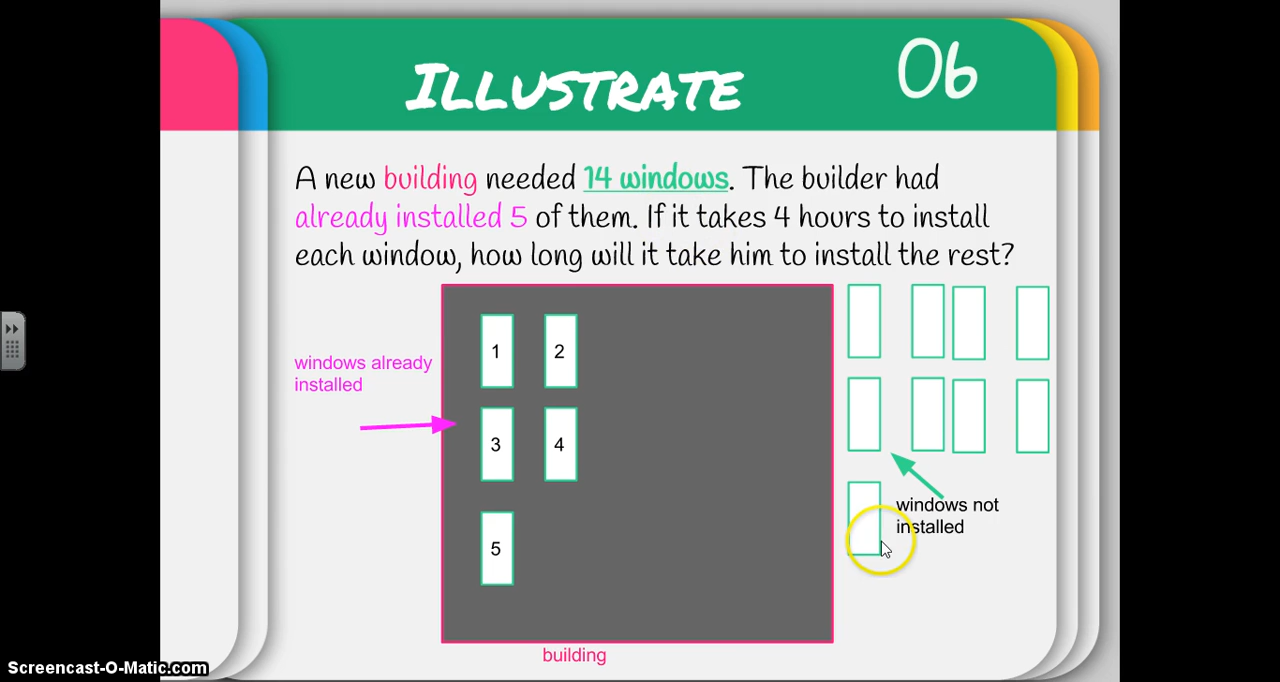 ILLUSTRATE
06
A new building needed 14 windows. The builder had
already installed 5 of them. If it takes 4 hours to install
each window, how long will it take him to install the rest?
windows already
installed
1 2
3 4
5
windows not
installed
building
Screencast-O-Matic.com